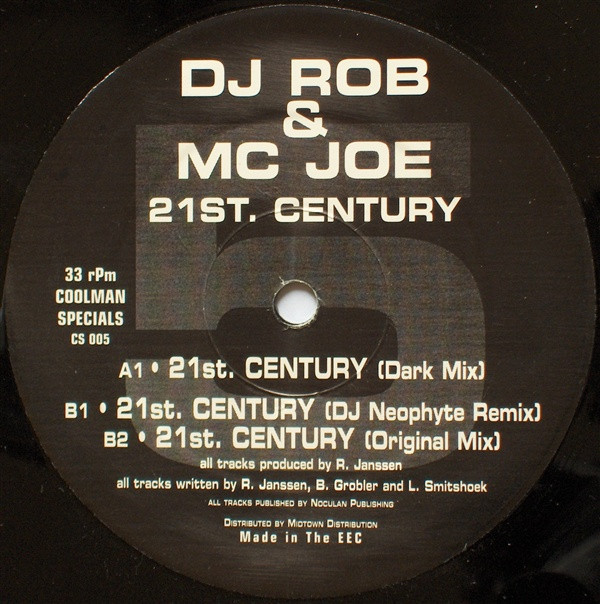 DJ ROB
&
MC JOE
21ST. CENTURY
5
33 rPm
COOLMAN
SPECIALS
CS 005
A1 • 21st. CENTURY (Dark Mix)
B1 • 21st. CENTURY (DJ Neophyte Remix)
B2 • 21st. CENTURY (Original Mix)
all tracks produced by R. Janssen
all tracks written by R. Janssen, B. Grobler and L. Smitshoek
ALL TRACKS PUBLISHED BY NOCULAN PUBLISHING
DISTRIBUTED BY MIDTOWN DISTRIBUTION
Made in The EEC